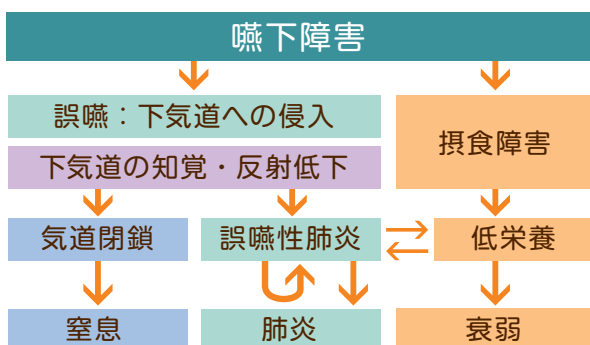 嚥下障害
誤嚥：下気道への侵入
下気道の知覚・反射低下
摂食障害
気道閉鎖
誤嚥性肺炎
低栄養
窒息
肺炎
衰弱